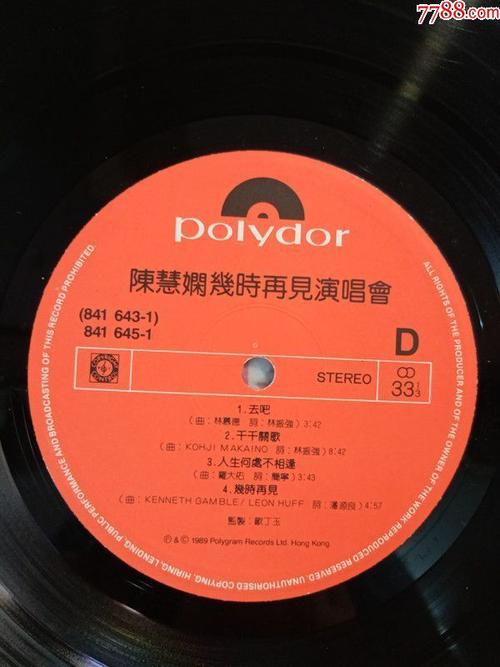 7788.com
polydor
陳慧嫻幾時再見演唱會
(841 643-1)
841 645-1
D
STEREO
33 1/3
1.去吧
(曲：林慕德 詞：林振強) 3:42
2.千千闋歌
(曲：KOHJI MAKAINO 詞：林振強) 8:42
3.人生何處不相逢
(曲：羅大佑 詞：簡寧) 3:43
4.幾時再見
(曲：KENNETH GAMBLE/LEON HUFF 詞：潘源良) 4:57
監製：歐丁玉
Ⓟ & © 1989 Polygram Records Ltd. Hong Kong.
ALL RIGHTS OF THE PRODUCER AND OF THE OWNER OF THE WORK REPRODUCED RESERVED. UNAUTHORISED COPYING, HIRING, LENDING, PUBLIC PERFORMANCE AND BROADCASTING OF THIS RECORD PROHIBITED.